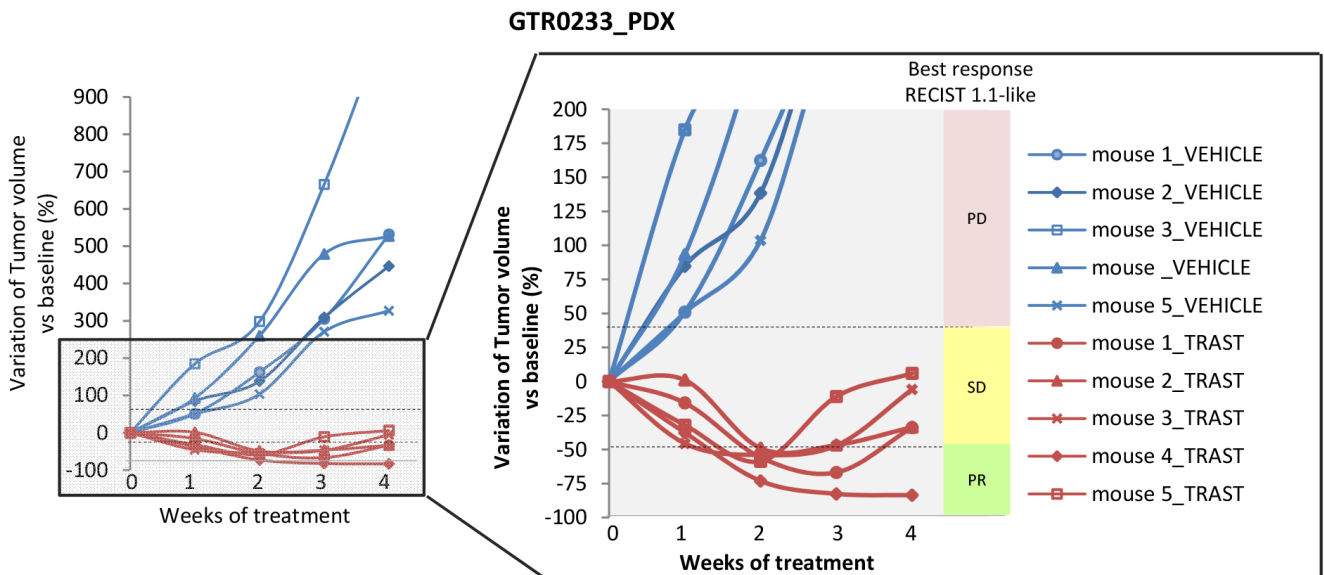 GTR0233_PDX
Variation of Tumor volume
vs baseline (%)
900
800
700
600
500
400
300
200
100
0
-100
0 1 2 3 4
Weeks of treatment
Best response
RECIST 1.1-like
Variation of Tumor volume
vs baseline (%)
200
175
150
125
100
75
50
25
0
-25
-50
-75
-100
0 1 2 3 4
Weeks of treatment
PD
SD
PR
mouse 1_VEHICLE
mouse 2_VEHICLE
mouse 3_VEHICLE
mouse _VEHICLE
mouse 5_VEHICLE
mouse 1_TRAST
mouse 2_TRAST
mouse 3_TRAST
mouse 4_TRAST
mouse 5_TRAST